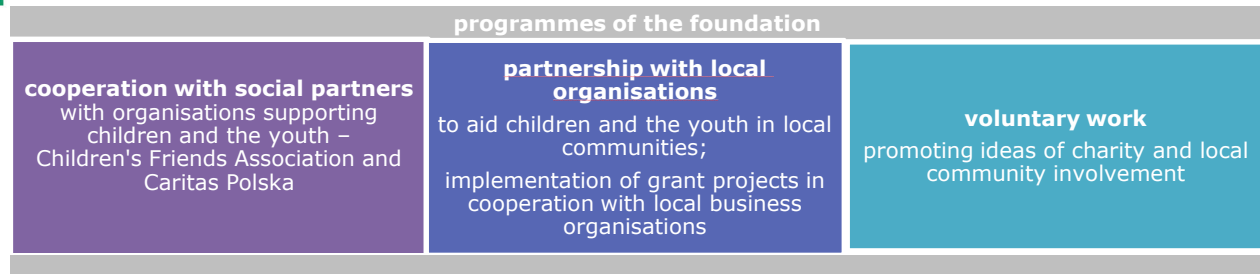 programmes of the foundation
cooperation with social partners
with organisations supporting
children and the youth –
Children's Friends Association and
Caritas Polska
partnership with local
organisations
to aid children and the youth in local
communities;
implementation of grant projects in
cooperation with local business
organisations
voluntary work
promoting ideas of charity and local
community involvement